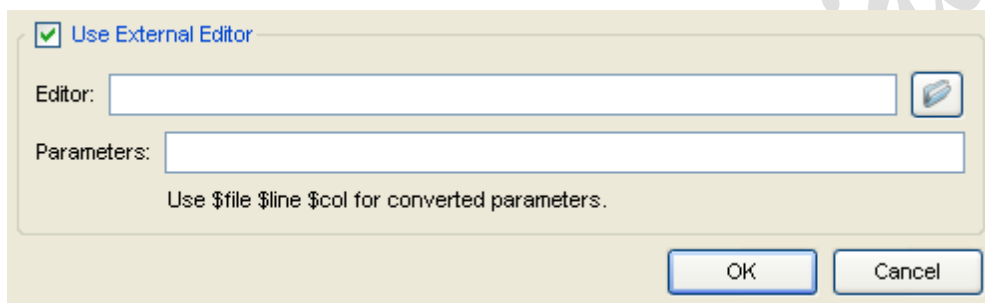 Use External Editor
Editor:
Parameters:
Use $file $line $col for converted parameters.
OK Cancel